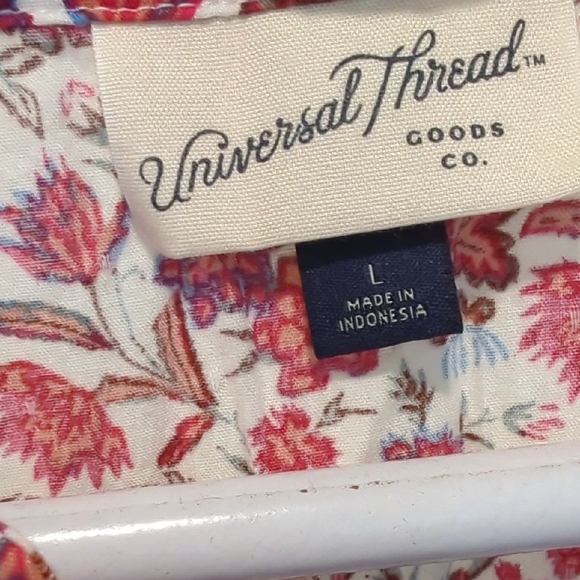 Universal Thread™
GOODS
CO.
L
MADE IN
INDONESIA